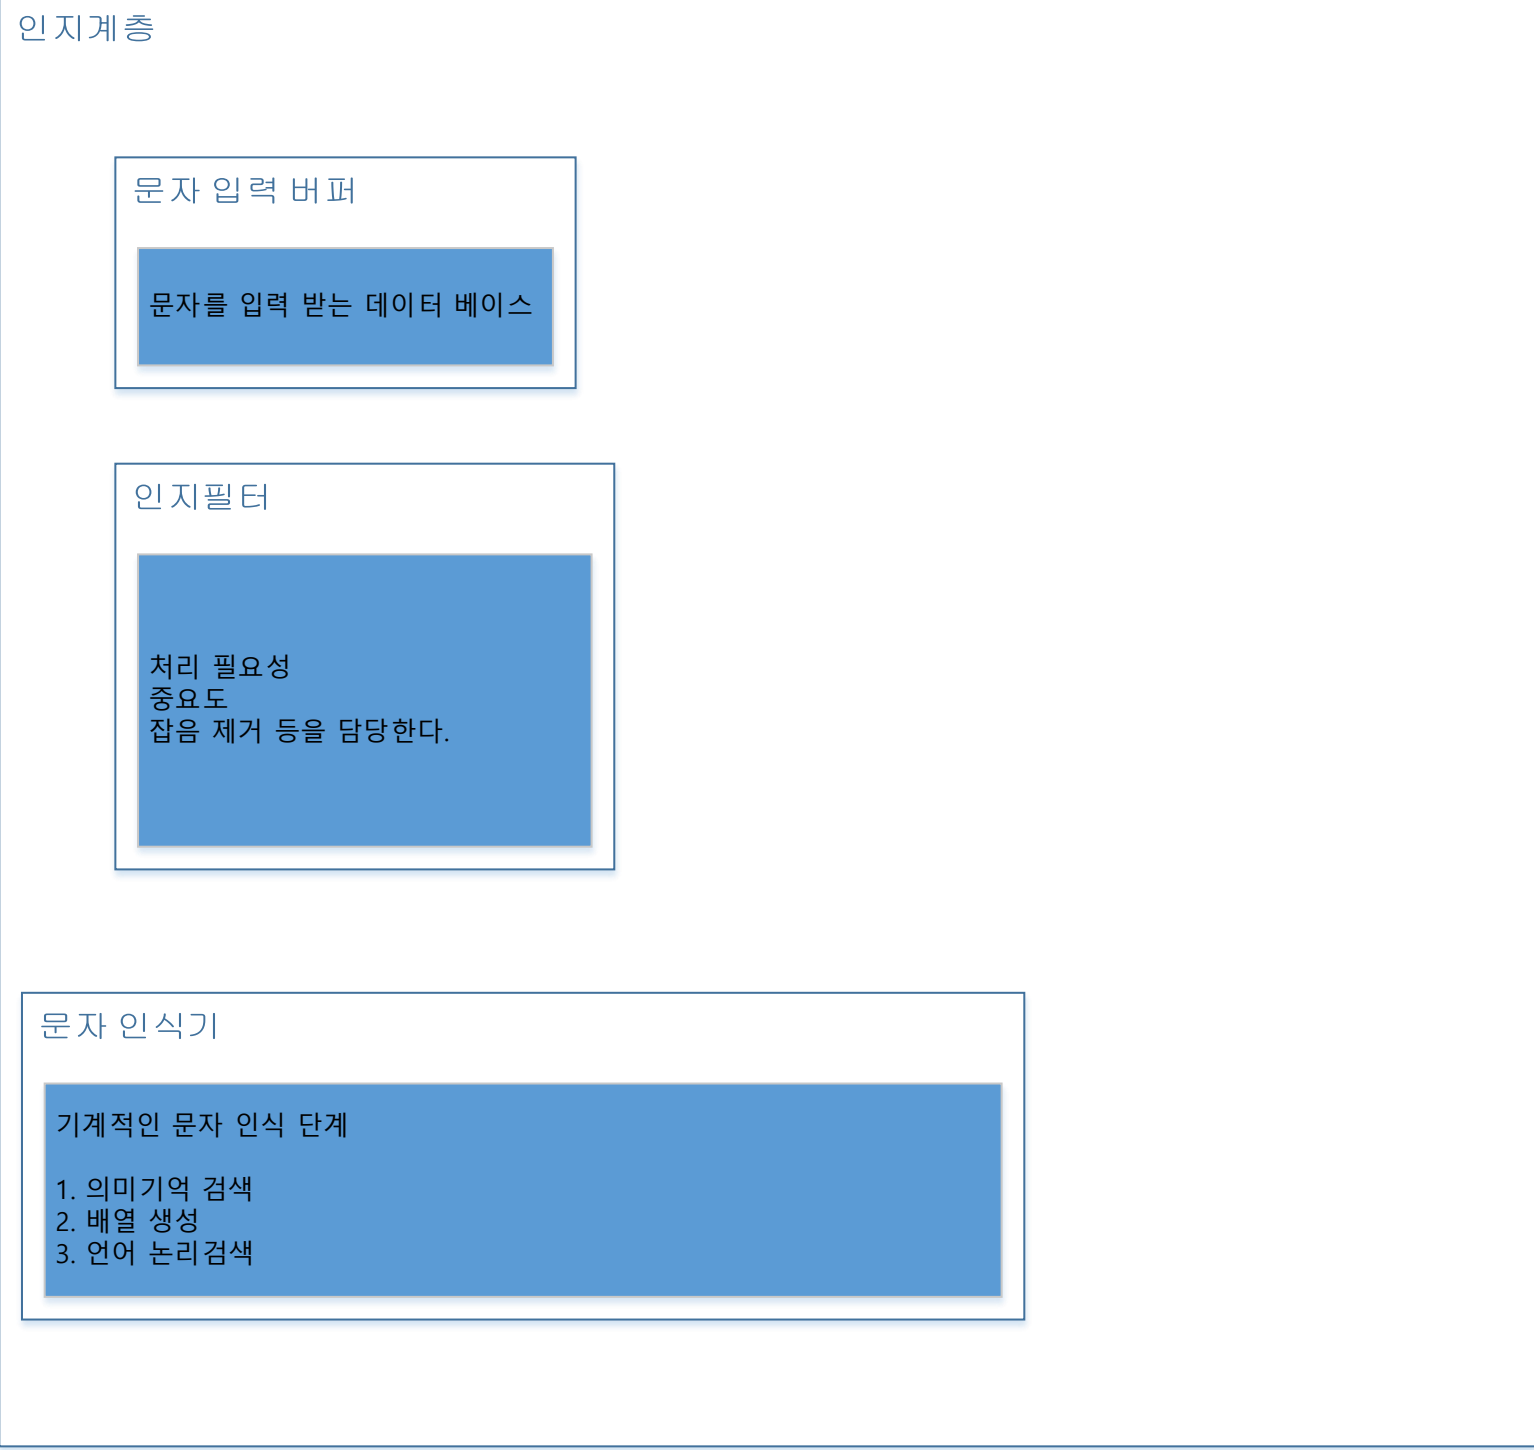 인지계층
문자 입력 버퍼
문자를 입력 받는 데이터 베이스
인지필터
처리 필요성
중요도
잡음 제거 등을 담당한다.
문자 인식기
기계적인 문자 인식 단계
1. 의미기억 검색
2. 배열 생성
3. 언어 논리검색